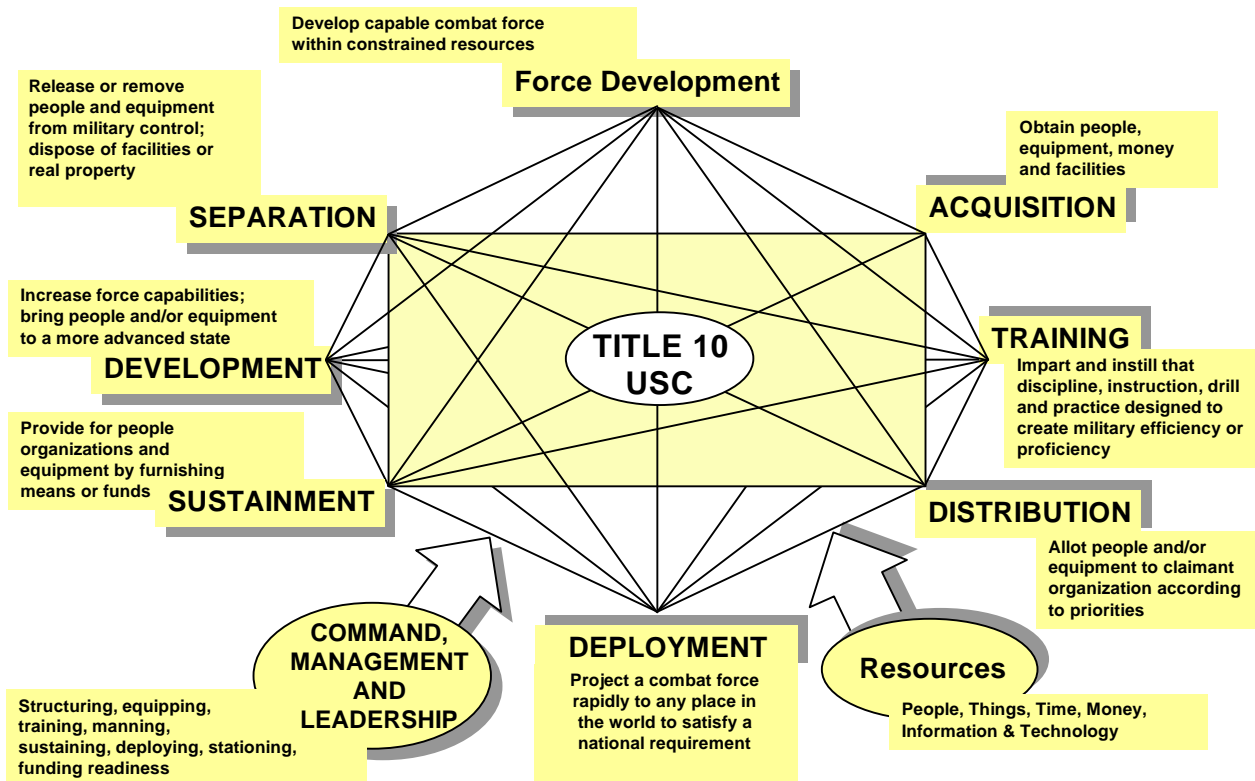 Develop capable combat force
within constrained resources
Force Development
Release or remove
people and equipment
from military control;
dispose of facilities or
real property
SEPARATION
Obtain people,
equipment, money
and facilities
ACQUISITION
Increase force capabilities;
bring people and/or equipment
to a more advanced state
DEVELOPMENT
TITLE 10
USC
TRAINING
Impart and instill that
discipline, instruction, drill
and practice designed to
create military efficiency or
proficiency
Provide for people
organizations and
equipment by furnishing
means or funds
SUSTAINMENT
DISTRIBUTION
Allot people and/or
equipment to claimant
organization according
to priorities
COMMAND,
MANAGEMENT
AND
LEADERSHIP
Structuring, equipping,
training, manning,
sustaining, deploying, stationing,
funding readiness
DEPLOYMENT
Project a combat force
rapidly to any place in
the world to satisfy a
national requirement
Resources
People, Things, Time, Money,
Information & Technology